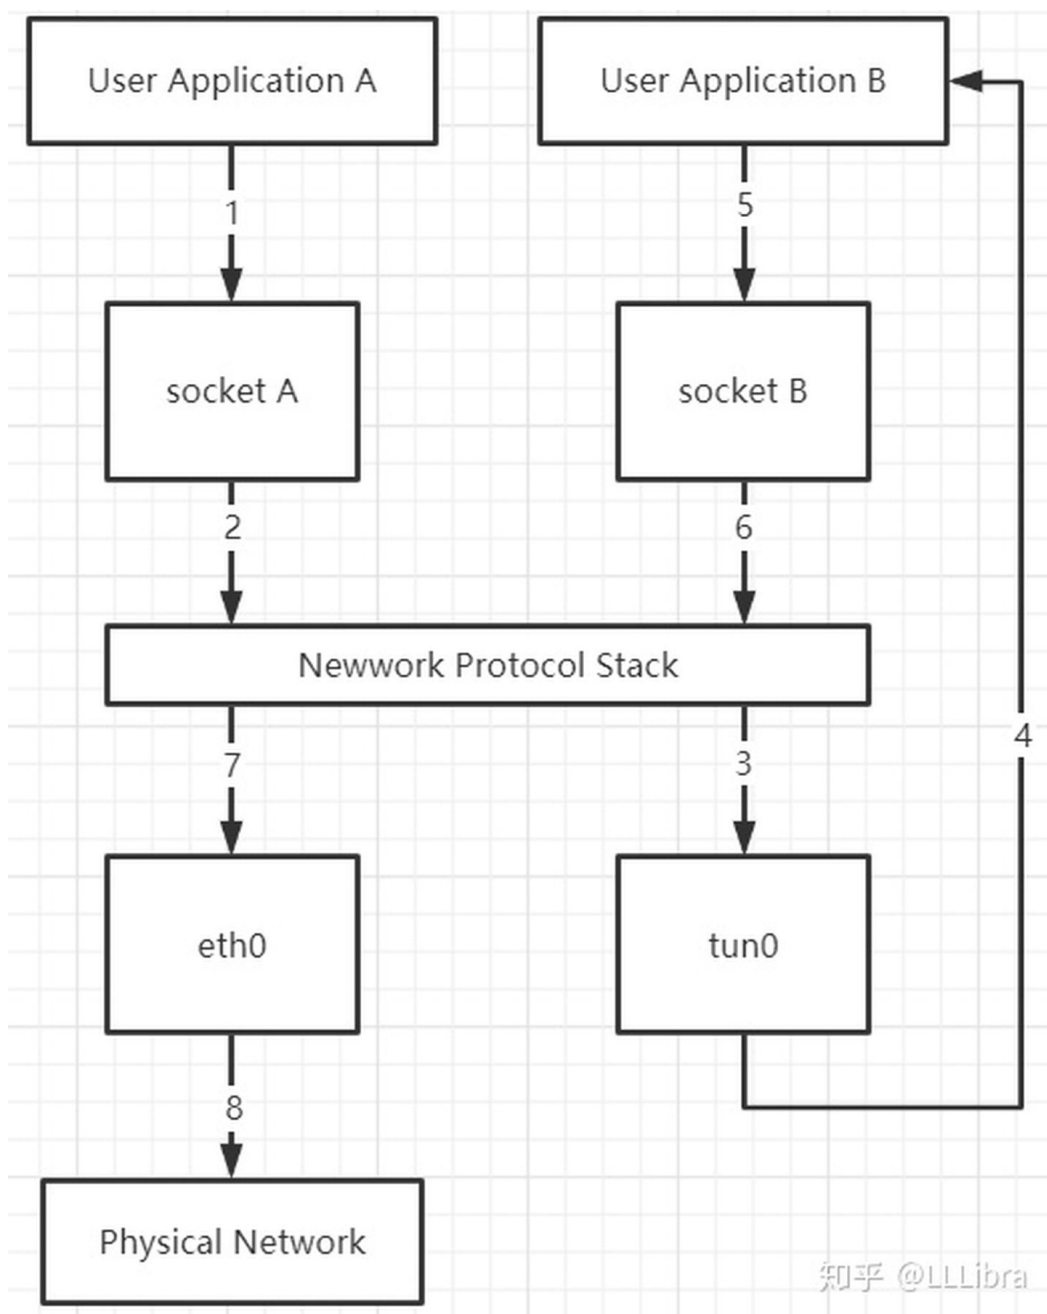 User Application A
User Application B
1
5
socket A
socket B
2
6
Newwork Protocol Stack
7
3
4
eth0
tun0
8
Physical Network
知乎 @LLLibra